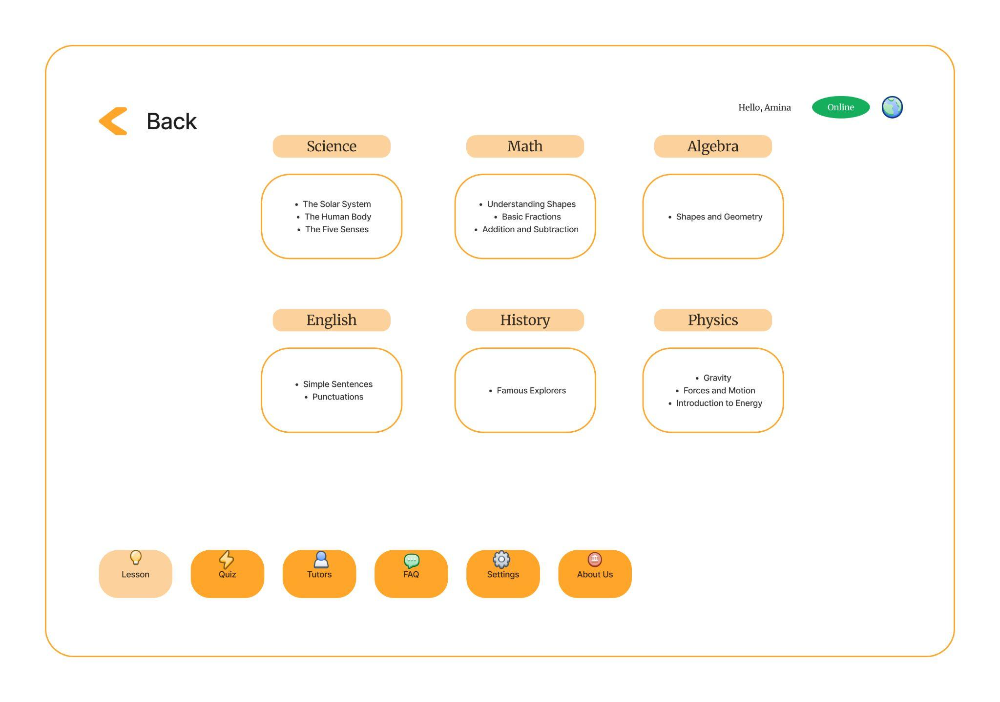 Hello, Amina
Online
Back
Science
Math
Algebra
• The Solar System
• The Human Body
• The Five Senses
• Understanding Shapes
• Basic Fractions
• Addition and Subtraction
• Shapes and Geometry
English
History
Physics
• Simple Sentences
• Punctuations
• Famous Explorers
• Gravity
• Forces and Motion
• Introduction to Energy
Lesson
Quiz
Tutors
FAQ
Settings
About Us